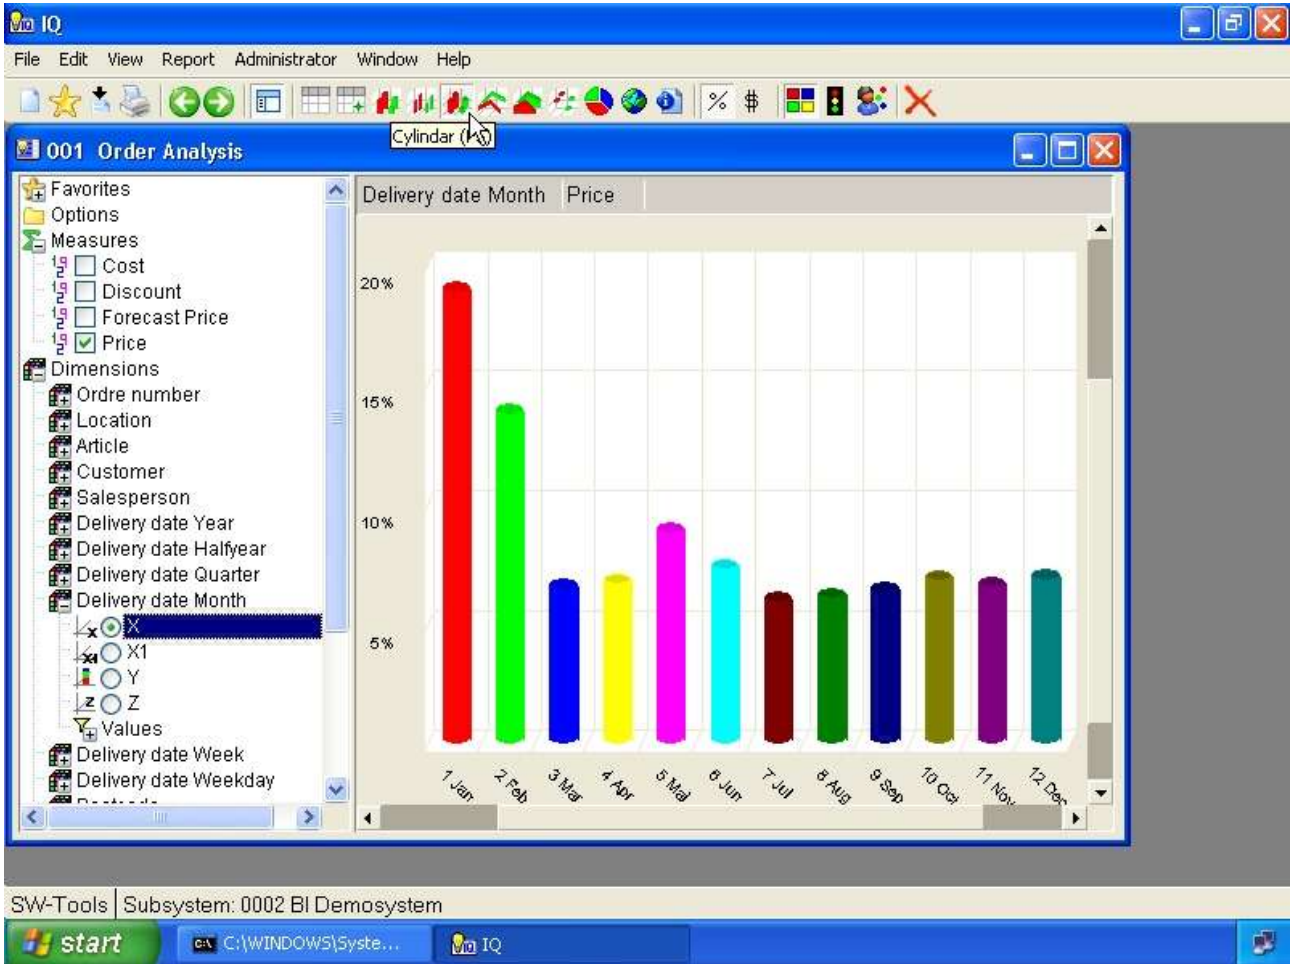 IQ
File Edit View Report Administrator Window Help
% $
Cylindar (
001 Order Analysis
Favorites
Options
Measures
Cost
Discount
Forecast Price
Price
Dimensions
Ordre number
Location
Article
Customer
Salesperson
Delivery date Year
Delivery date Halfyear
Delivery date Quarter
Delivery date Month
X
X1
Y
Z
Values
Delivery date Week
Delivery date Weekday
Delivery date Month Price
20%
15%
10%
5%
1 Jan 2 Feb 3 Mar 4 Apr 5 Maj 6 Jun 7 Jul 8 Aug 9 Sep 10 Oct 11 Nov 12 Dec
SW-Tools Subsystem: 0002 BI Demosystem
start C:\WINDOWS\Syste... IQ